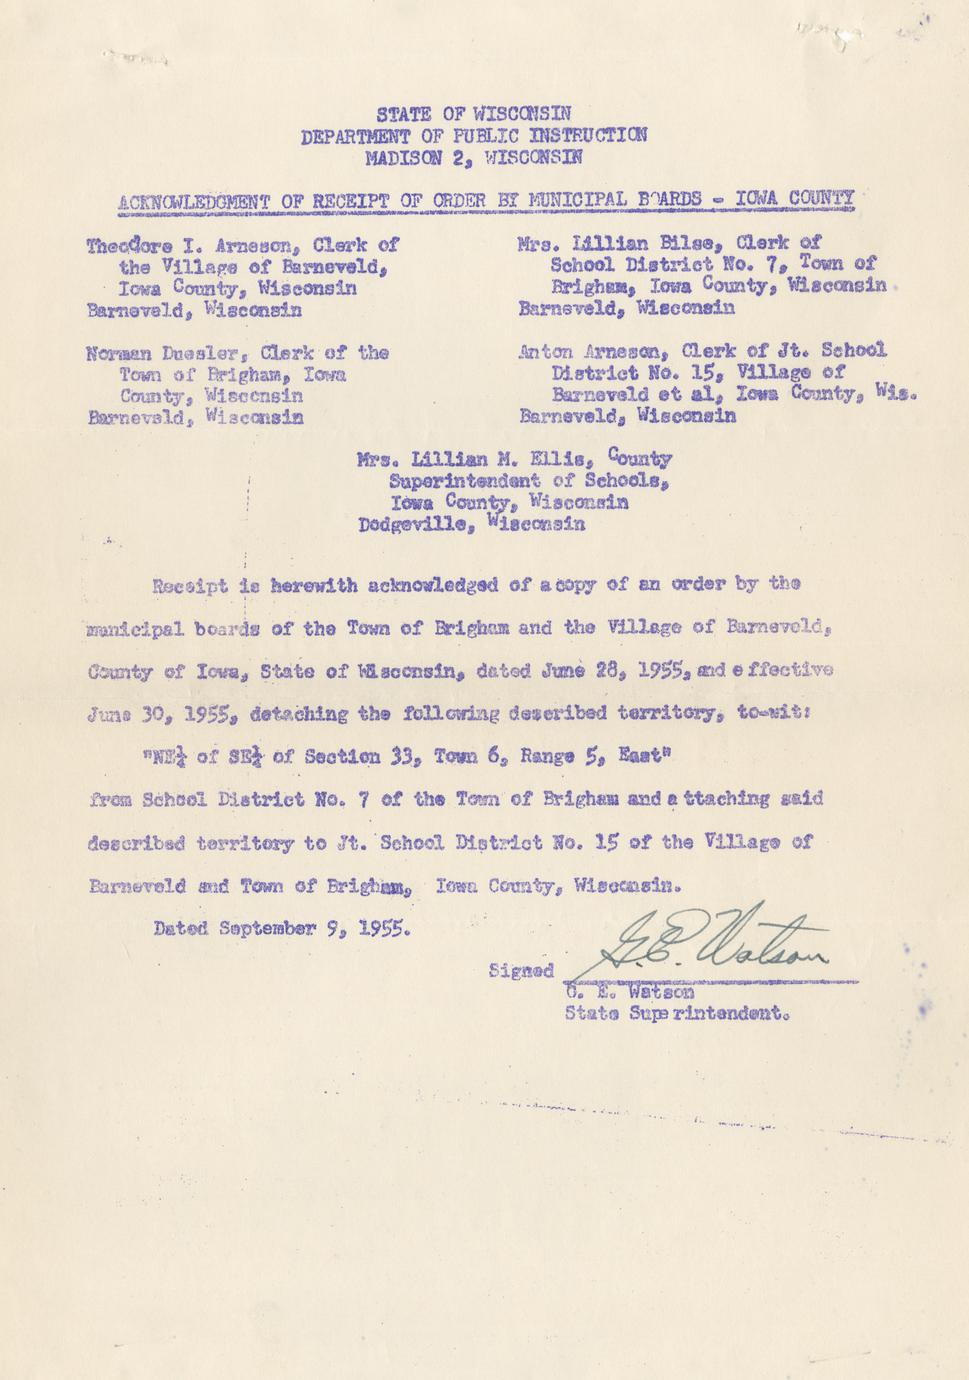 STATE OF WISCONSIN
DEPARTMENT OF PUBLIC INSTRUCTION
MADISON 2, WISCONSIN
ACKNOWLEDGMENT OF RECEIPT OF ORDER BY MUNICIPAL BOARDS - IOWA COUNTY
Theodore I. Arneson, Clerk of
the Village of Barneveld,
Iowa County, Wisconsin
Barneveld, Wisconsin
Mrs. Lillian Bilse, Clerk of
School District No. 7, Town of
Brigham, Iowa County, Wisconsin
Barneveld, Wisconsin
Norman Duesler, Clerk of the
Town of Brigham, Iowa
County, Wisconsin
Barneveld, Wisconsin
Anton Arneson, Clerk of Jt. School
District No. 15, Village of
Barneveld et al, Iowa County, Wis.
Barneveld, Wisconsin
Mrs. Lillian M. Ellis, County
Superintendent of Schools,
Iowa County, Wisconsin
Dodgeville, Wisconsin
Receipt is herewith acknowledged of a copy of an order by the
municipal boards of the Town of Brigham and the Village of Barneveld,
County of Iowa, State of Wisconsin, dated June 28, 1955, and effective
June 30, 1955, detaching the following described territory, to-wit:
"NE¼ of SE¼ of Section 33, Town 6, Range 5, East"
from School District No. 7 of the Town of Brigham and attaching said
described territory to Jt. School District No. 15 of the Village of
Barneveld and Town of Brigham, Iowa County, Wisconsin.
Dated September 9, 1955.
Signed G.E. Watson
G. E. Watson
State Superintendent.